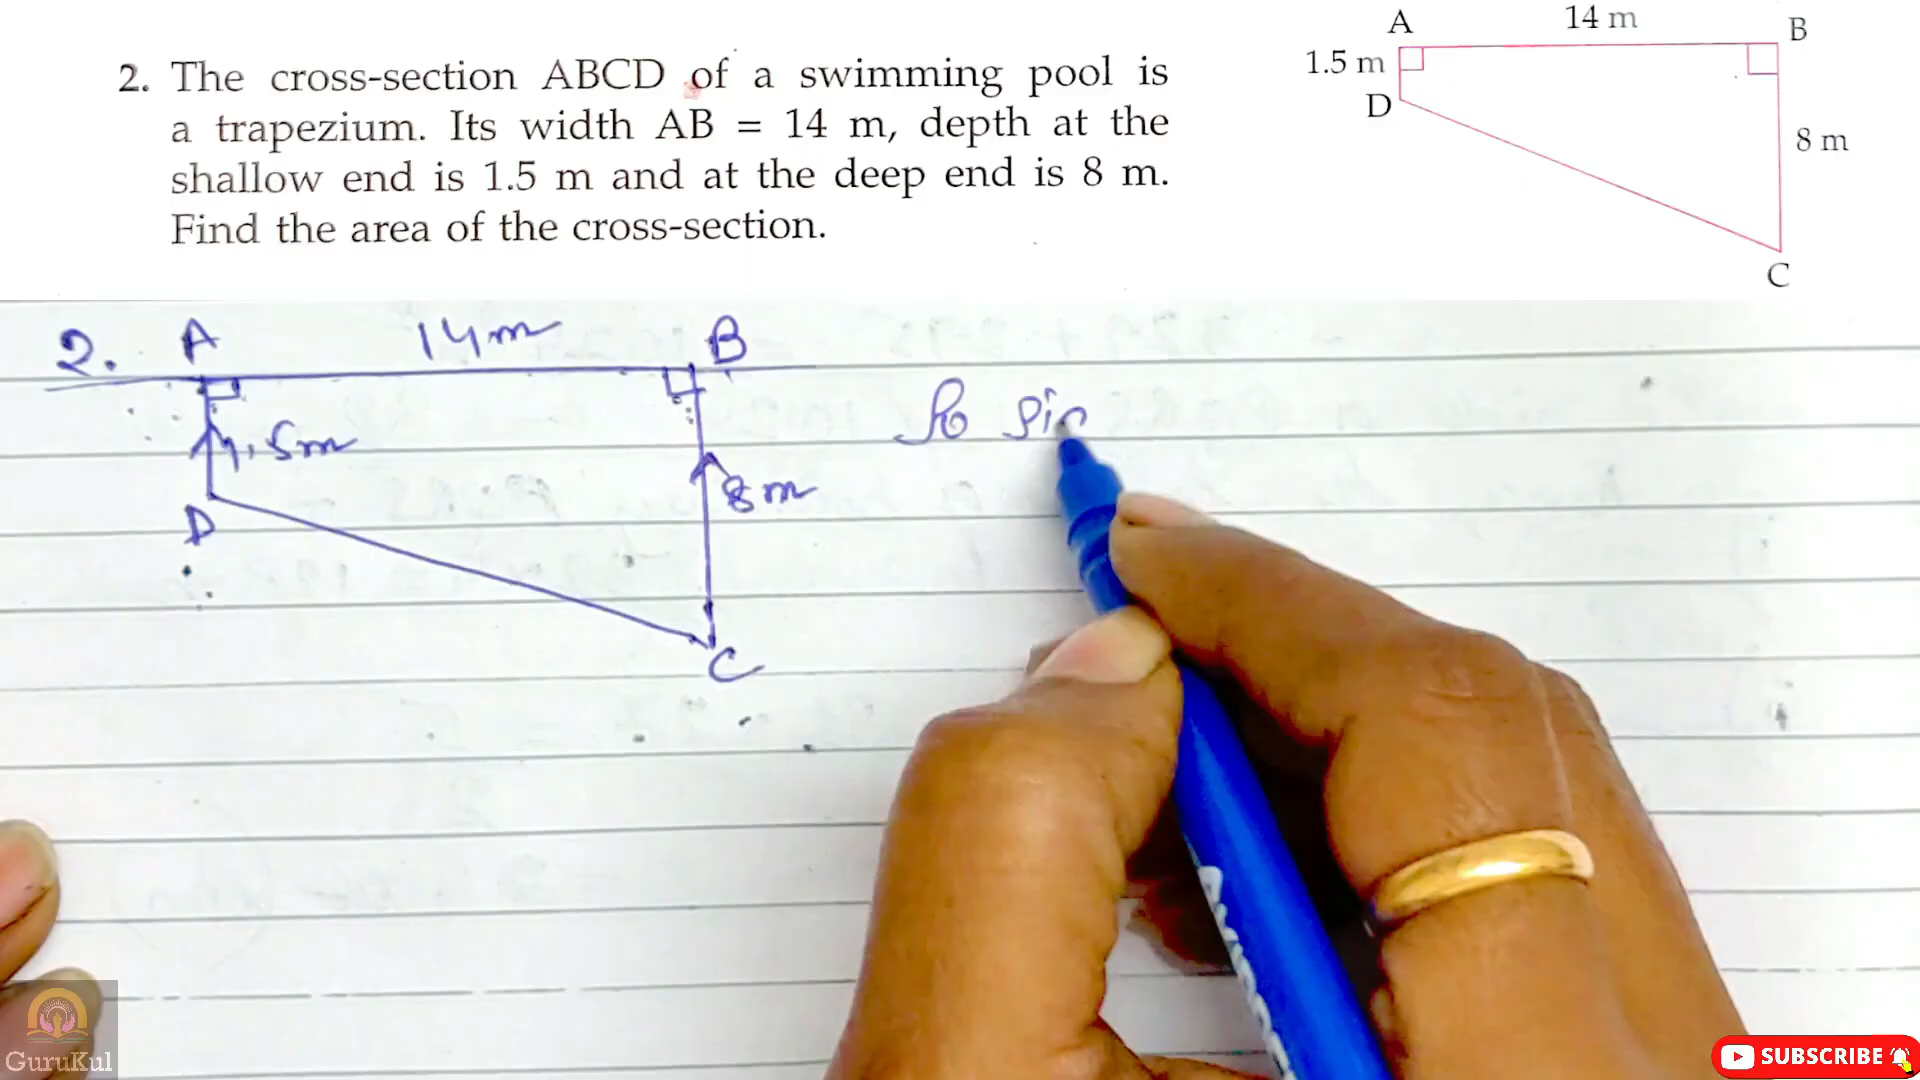 2. The cross-section ABCD of a swimming pool is
a trapezium. Its width AB = 14 m, depth at the
shallow end is 1.5 m and at the deep end is 8 m.
Find the area of the cross-section.
A
14 m
B
1.5 m
D
8 m
C
2.
A
14m
B
1.5m
8m
D
C
GuruKul
SUBSCRIBE